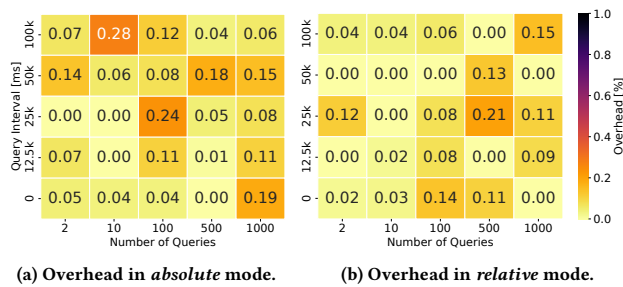 Query Interval [ms]
100k 0.07 0.28 0.12 0.04 0.06
50k 0.14 0.06 0.08 0.18 0.15
25k 0.00 0.00 0.24 0.05 0.08
12.5k 0.07 0.00 0.11 0.01 0.11
0 0.05 0.04 0.04 0.00 0.19
2 10 100 500 1000
Number of Queries
(a) Overhead in absolute mode.
0.04 0.04 0.06 0.00 0.15
0.00 0.00 0.00 0.13 0.00
0.12 0.00 0.08 0.21 0.11
0.00 0.02 0.08 0.00 0.09
0.02 0.03 0.14 0.11 0.00
2 10 100 500 1000
Number of Queries
(b) Overhead in relative mode.
1.0
0.8
0.6
0.4
0.2
0.0
Overhead [%]